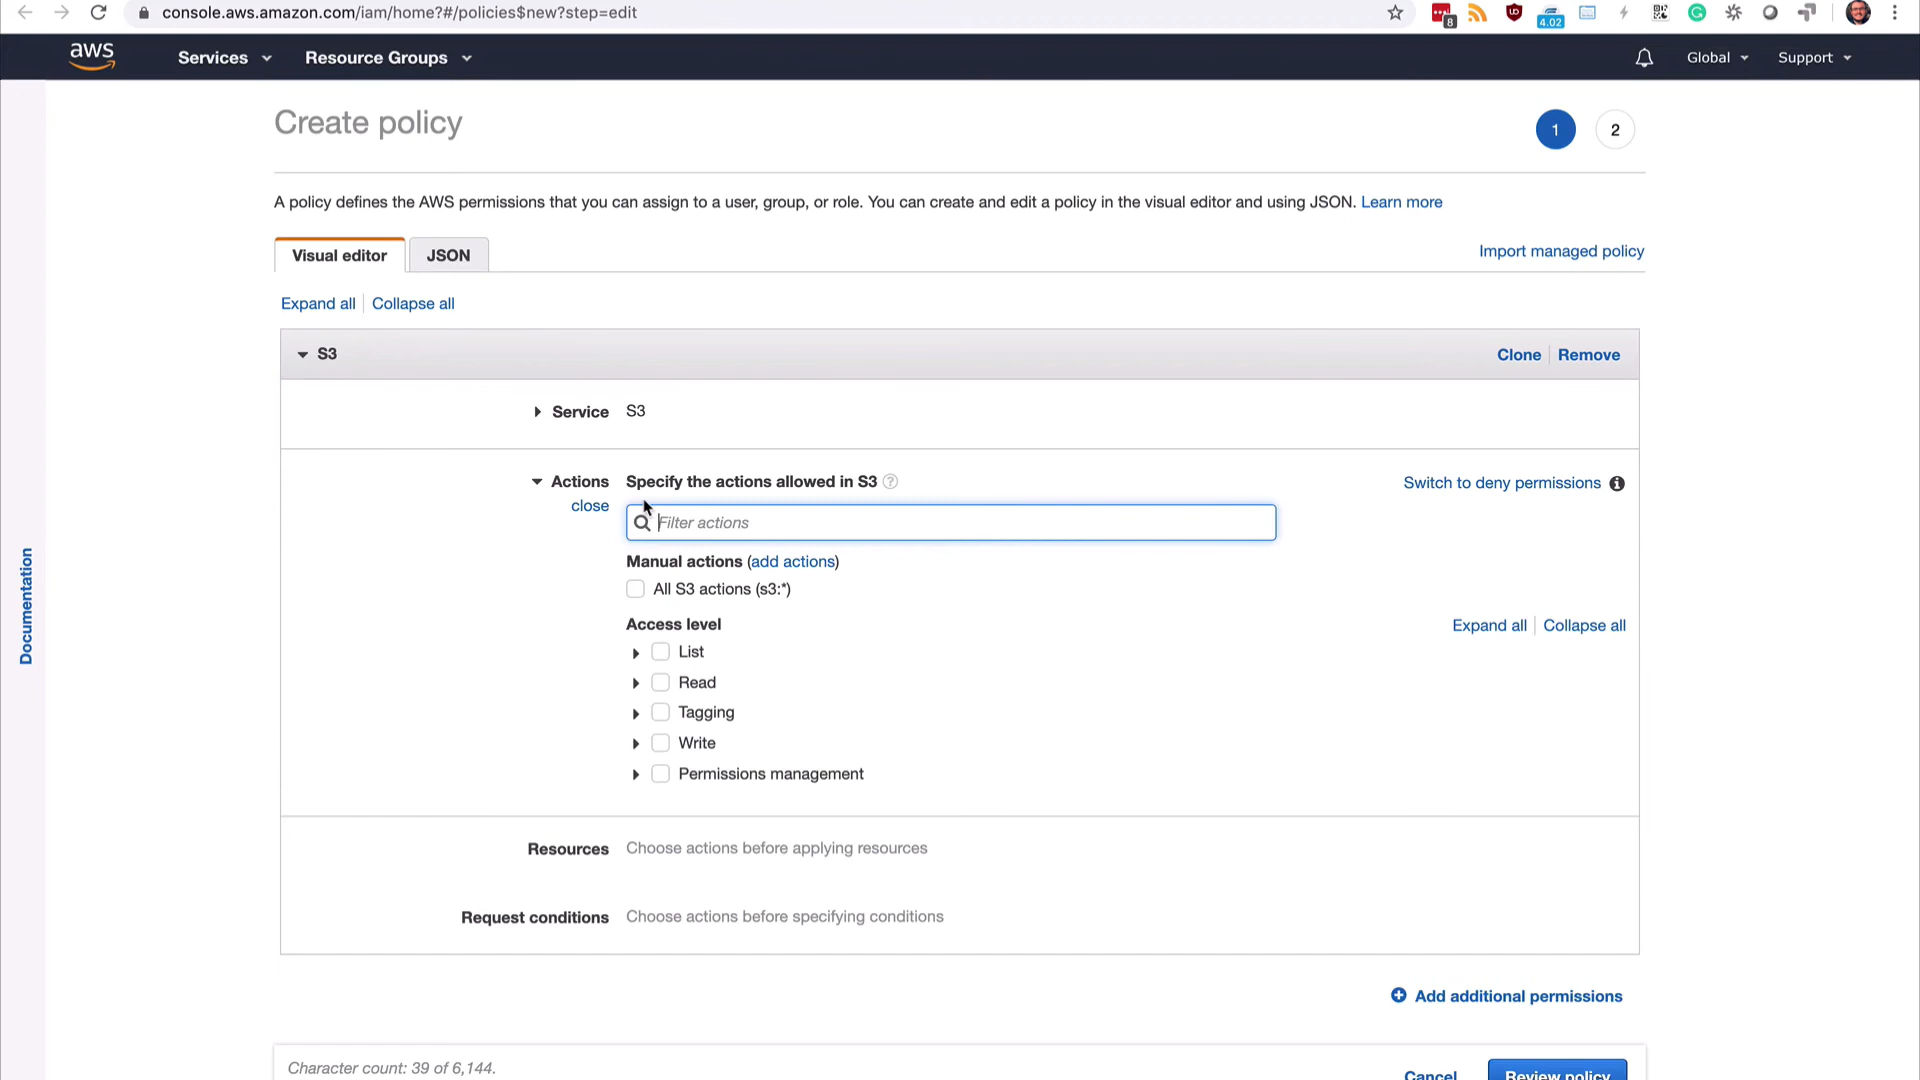 console.aws.amazon.com/iam/home?#/policies$new?step=edit
8
4.02
aws
Services
Resource Groups
Global
Support
Create policy
1
2
A policy defines the AWS permissions that you can assign to a user, group, or role. You can create and edit a policy in the visual editor and using JSON. Learn more
Visual editor
JSON
Import managed policy
Expand all
Collapse all
S3
Clone
Remove
Service
S3
Actions
close
Specify the actions allowed in S3
Switch to deny permissions
Filter actions
Manual actions (add actions)
All S3 actions (s3:*)
Access level
Expand all
Collapse all
List
Read
Tagging
Write
Permissions management
Documentation
Resources
Choose actions before applying resources
Request conditions
Choose actions before specifying conditions
Add additional permissions
Character count: 39 of 6,144.
Cancel
Review policy